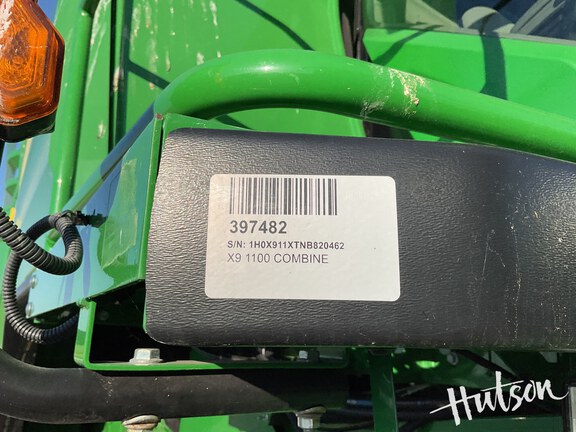 397482
S/N: 1H0X911XTNB820462
X9 1100 COMBINE
Hutson